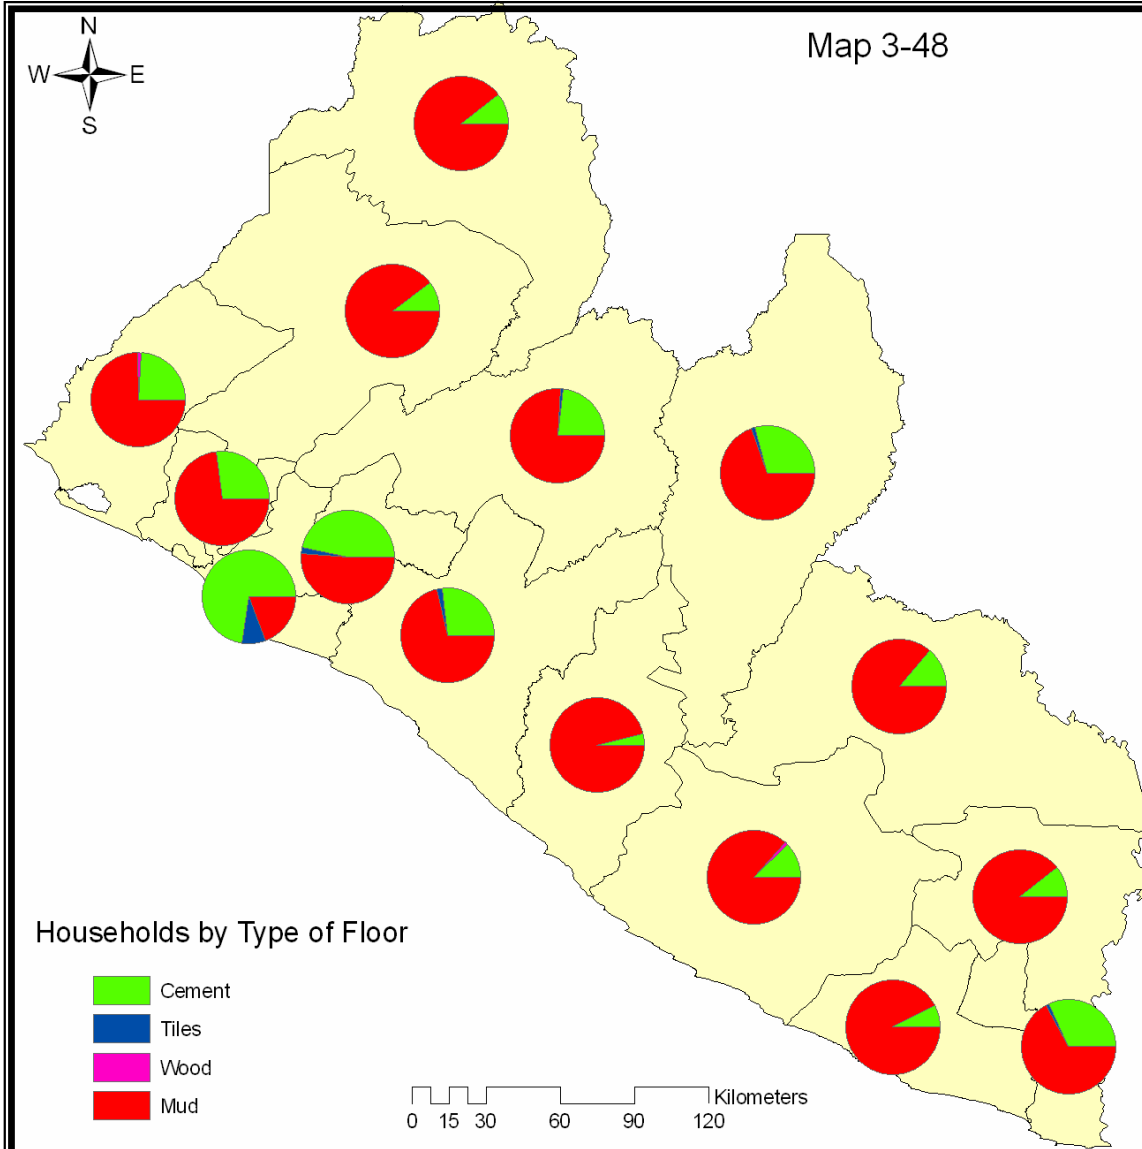 Map 3-48
N
W E
S
Households by Type of Floor
Cement
Tiles
Wood
Mud
Kilometers
0 15 30 60 90 120